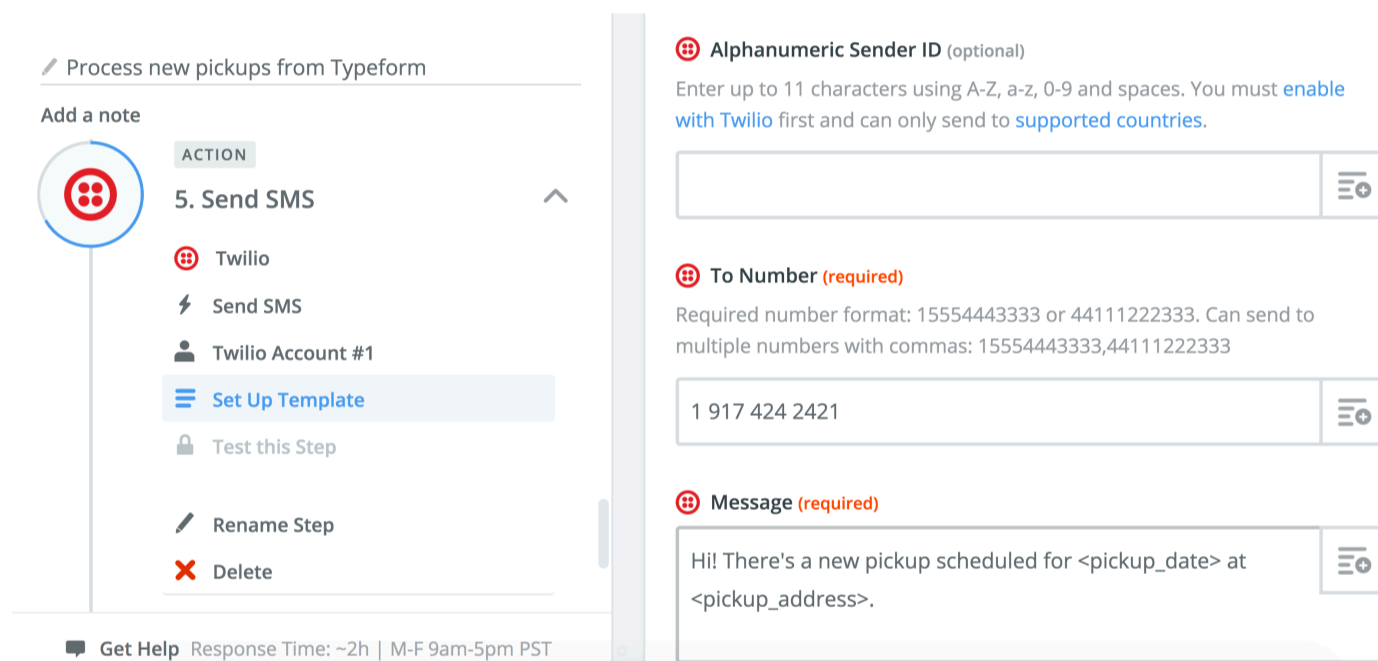 Process new pickups from Typeform
Add a note
ACTION
5. Send SMS
Twilio
Send SMS
Twilio Account #1
Set Up Template
Test this Step
Rename Step
Delete
Get Help Response Time: ~2h | M-F 9am-5pm PST
Alphanumeric Sender ID (optional)
Enter up to 11 characters using A-Z, a-z, 0-9 and spaces. You must enable
with Twilio first and can only send to supported countries.
To Number (required)
Required number format: 15554443333 or 44111222333. Can send to
multiple numbers with commas: 15554443333,44111222333
1 917 424 2421
Message (required)
Hi! There's a new pickup scheduled for <pickup_date> at
<pickup_address>.